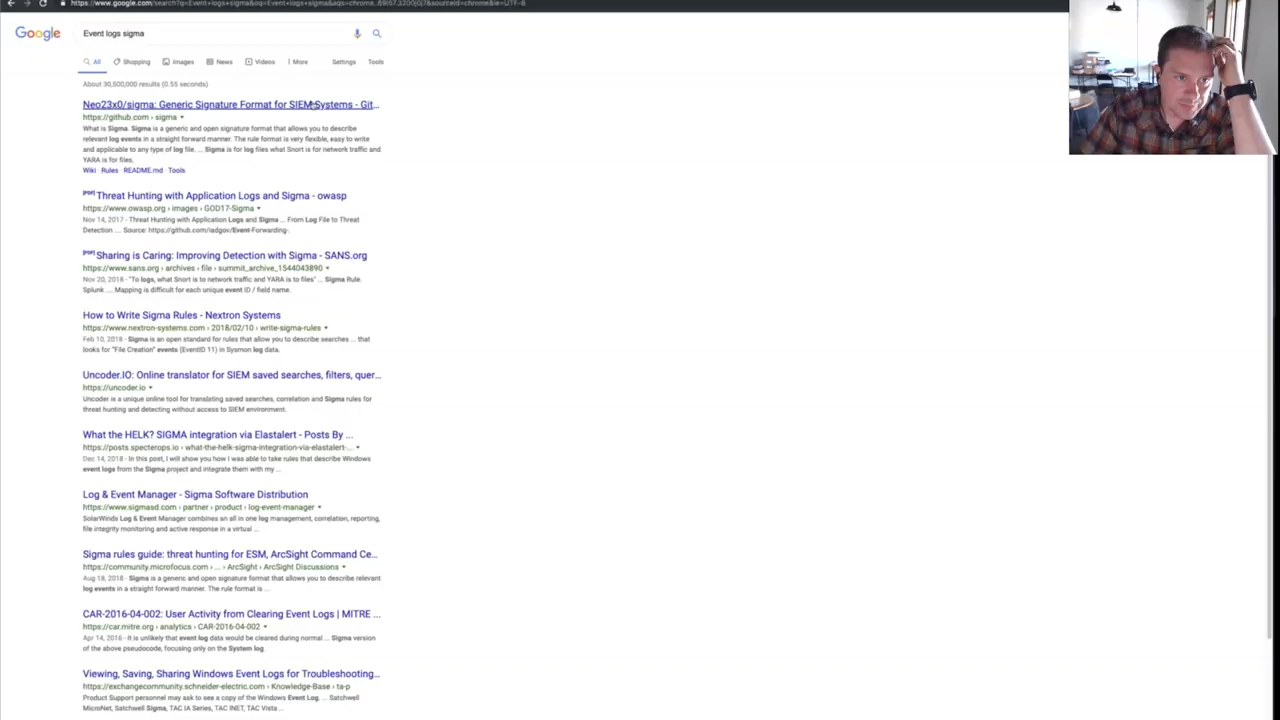 https://www.google.com/search?q=Event+logs+sigma&oq=Event+logs+sigma&aqs=chrome..
Google
Event logs sigma
All
Shopping
Images
News
Videos
More
Settings
Tools
About 30,500,000 results (0.55 seconds)
Neo23x0/sigma: Generic Signature Format for SIEM Systems - Git...
https://github.com › sigma
What is Sigma. Sigma is a generic and open signature format that allows you to describe
relevant log events in a straight forward manner. The rule format is very flexible, easy to write
and applicable to any type of log file. ... Sigma is for log files what Snort is for network traffic and
YARA is for files.
Wiki · Rules · README.md · Tools
[PDF] Threat Hunting with Application Logs and Sigma - owasp
https://www.owasp.org › images › GOD17-Sigma
Nov 14, 2017 - Threat Hunting with Application Logs and Sigma ... From Log File to Threat
Detection .... Source: https://github.com/iadgov/Event-Forwarding-.
[PDF] Sharing is Caring: Improving Detection with Sigma - SANS.org
https://www.sans.org › archives › file › summit_archive_1544043890
Nov 20, 2018 - "To logs, what Snort is to network traffic and YARA is to files" ... Sigma Rule.
Splunk .... Mapping is difficult for each unique event ID / field name.
How to Write Sigma Rules - Nextron Systems
https://www.nextron-systems.com › 2018/02/10 › write-sigma-rules
Feb 10, 2018 - Sigma is an open standard for rules that allow you to describe searches ... that
looks for "File Creation" events (EventID 11) in Sysmon log data.
Uncoder.IO: Online translator for SIEM saved searches, filters, quer...
https://uncoder.io
Uncoder is a unique online tool for translating saved searches, correlation and Sigma rules for
threat hunting and detecting without access to SIEM environment.
What the HELK? SIGMA integration via Elastalert - Posts By ...
https://posts.specterops.io › what-the-helk-sigma-integration-via-elastalert-...
Dec 14, 2018 - In this post, I will show you how I was able to take rules that describe Windows
event logs from the Sigma project and integrate them with my ...
Log & Event Manager - Sigma Software Distribution
https://www.sigmasd.com › partner › product › log-event-manager
SolarWinds Log & Event Manager combines an all in one log management, correlation, reporting,
file integrity monitoring and active response in a virtual ...
Sigma rules guide: threat hunting for ESM, ArcSight Command Ce...
https://community.microfocus.com › ... › ArcSight › ArcSight Discussions
Aug 18, 2018 - Sigma is a generic and open signature format that allows you to describe relevant
log events in a straight forward manner. The rule format is ...
CAR-2016-04-002: User Activity from Clearing Event Logs | MITRE ...
https://car.mitre.org › analytics › CAR-2016-04-002
Apr 14, 2016 - It is unlikely that event log data would be cleared during normal ... Sigma version
of the above pseudocode, focusing only on the System log.
Viewing, Saving, Sharing Windows Event Logs for Troubleshooting...
https://exchangecommunity.schneider-electric.com › Knowledge-Base › ta-p
Product Support personnel may ask to see a copy of the Windows Event Log. ... Satchwell
MicroNet, Satchwell Sigma, TAC IA Series, TAC INET, TAC Vista ...